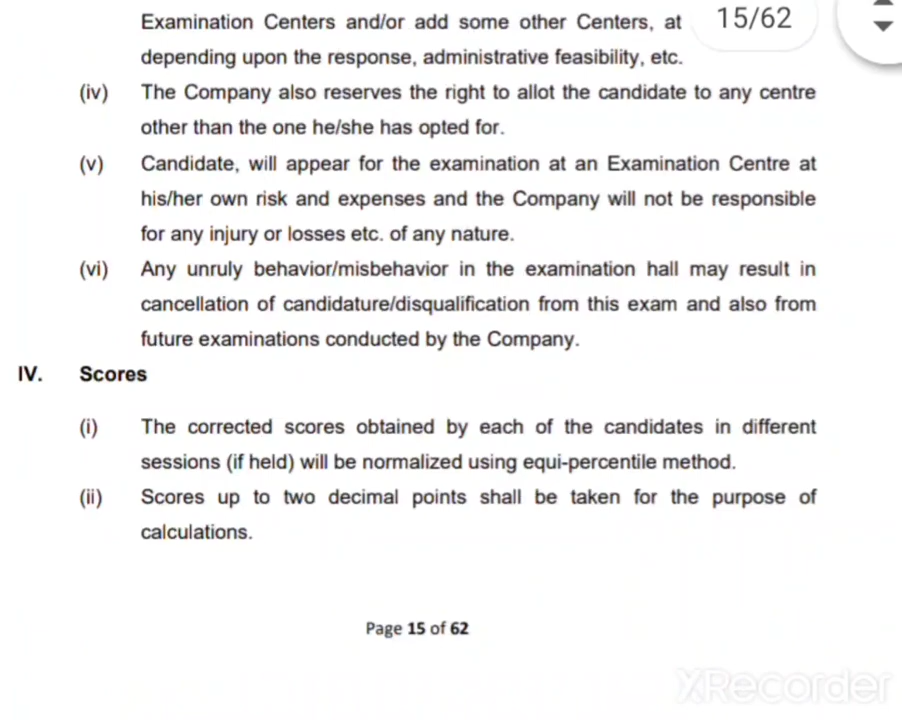 Examination Centers and/or add some other Centers, at
15/62
depending upon the response, administrative feasibility, etc.
(iv) The Company also reserves the right to allot the candidate to any centre
other than the one he/she has opted for.
(v) Candidate, will appear for the examination at an Examination Centre at
his/her own risk and expenses and the Company will not be responsible
for any injury or losses etc. of any nature.
(vi) Any unruly behavior/misbehavior in the examination hall may result in
cancellation of candidature/disqualification from this exam and also from
future examinations conducted by the Company.
IV. Scores
(i) The corrected scores obtained by each of the candidates in different
sessions (if held) will be normalized using equi-percentile method.
(ii) Scores up to two decimal points shall be taken for the purpose of
calculations.
Page 15 of 62
XRecorder